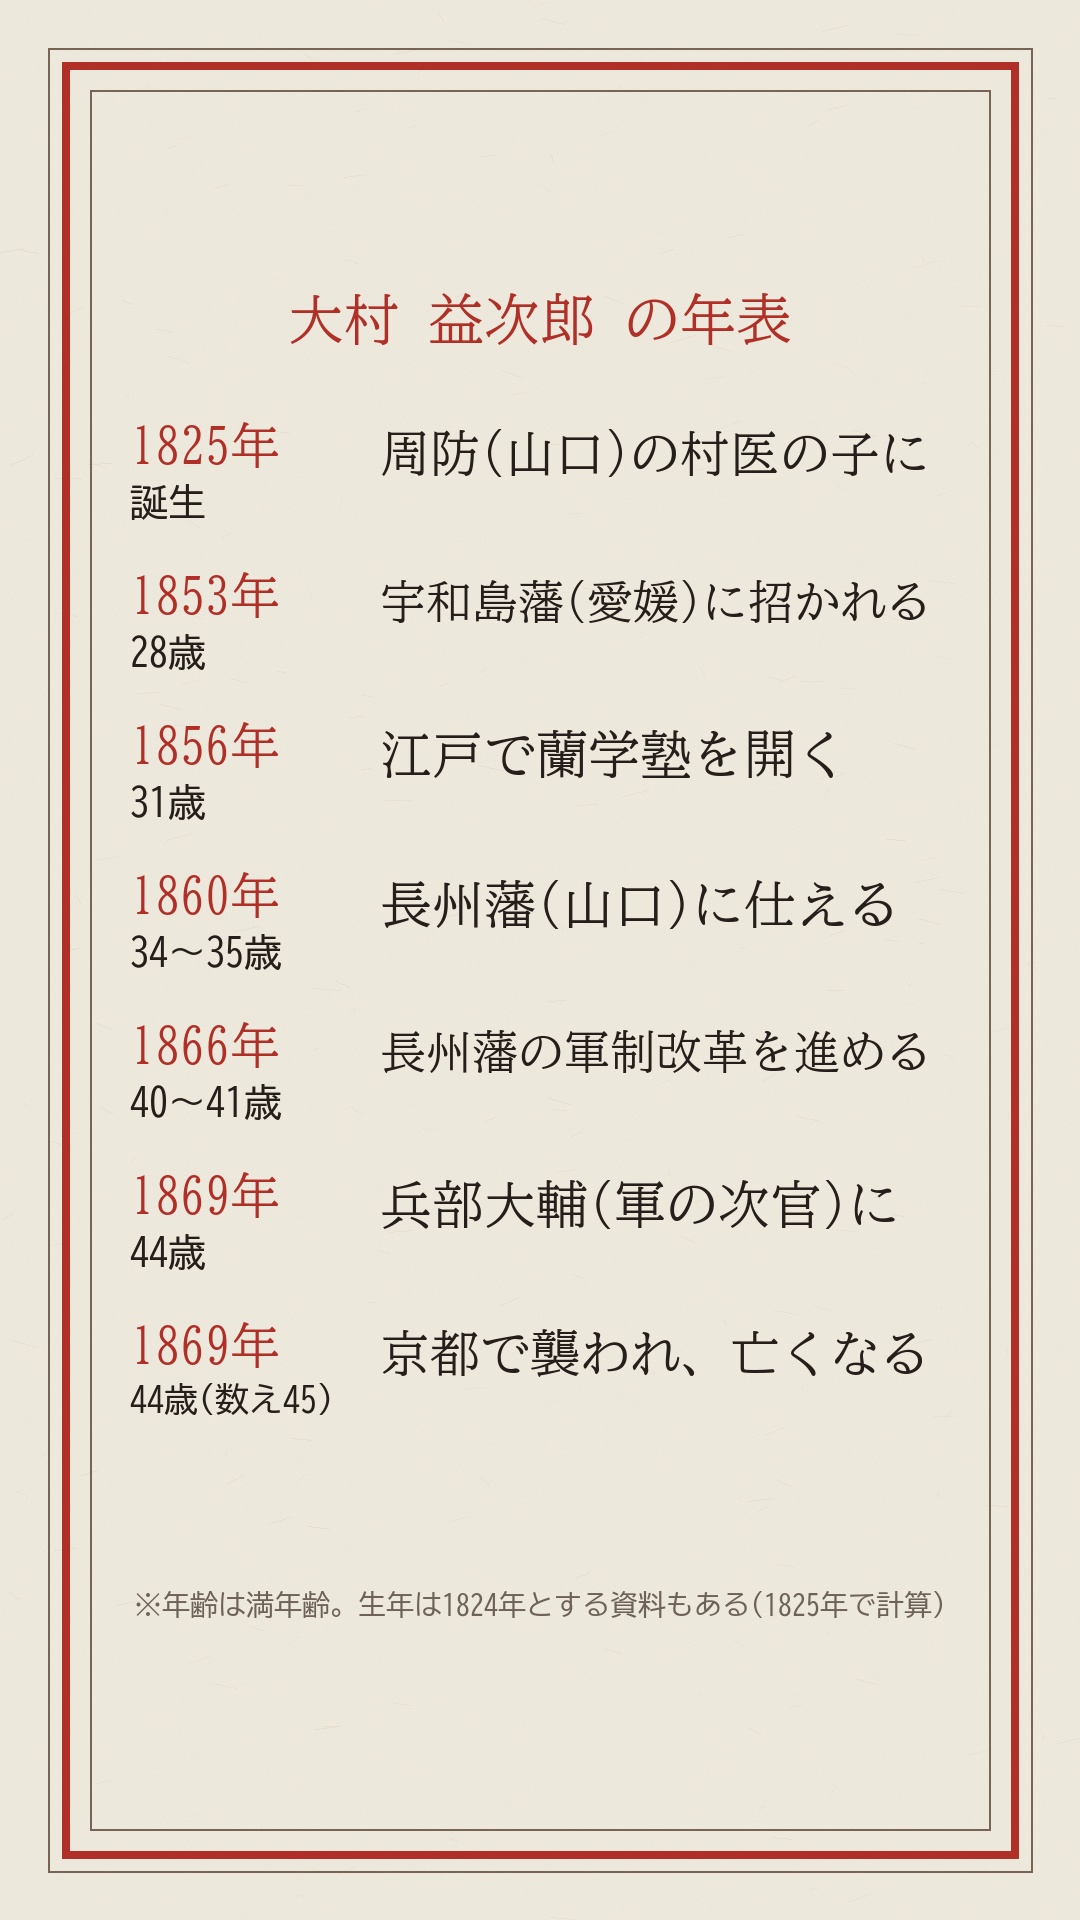 大村 益次郎 の年表
1825年 周防(山口)の村医の子に
誕生
1853年 宇和島藩(愛媛)に招かれる
28歳
1856年 江戸で蘭学塾を開く
31歳
1860年 長州藩(山口)に仕える
34〜35歳
1866年 長州藩の軍制改革を進める
40〜41歳
1869年 兵部大輔(軍の次官)に
44歳
1869年 京都で襲われ、亡くなる
44歳(数え45)
※年齢は満年齢。生年は1824年とする資料もある(1825年で計算)